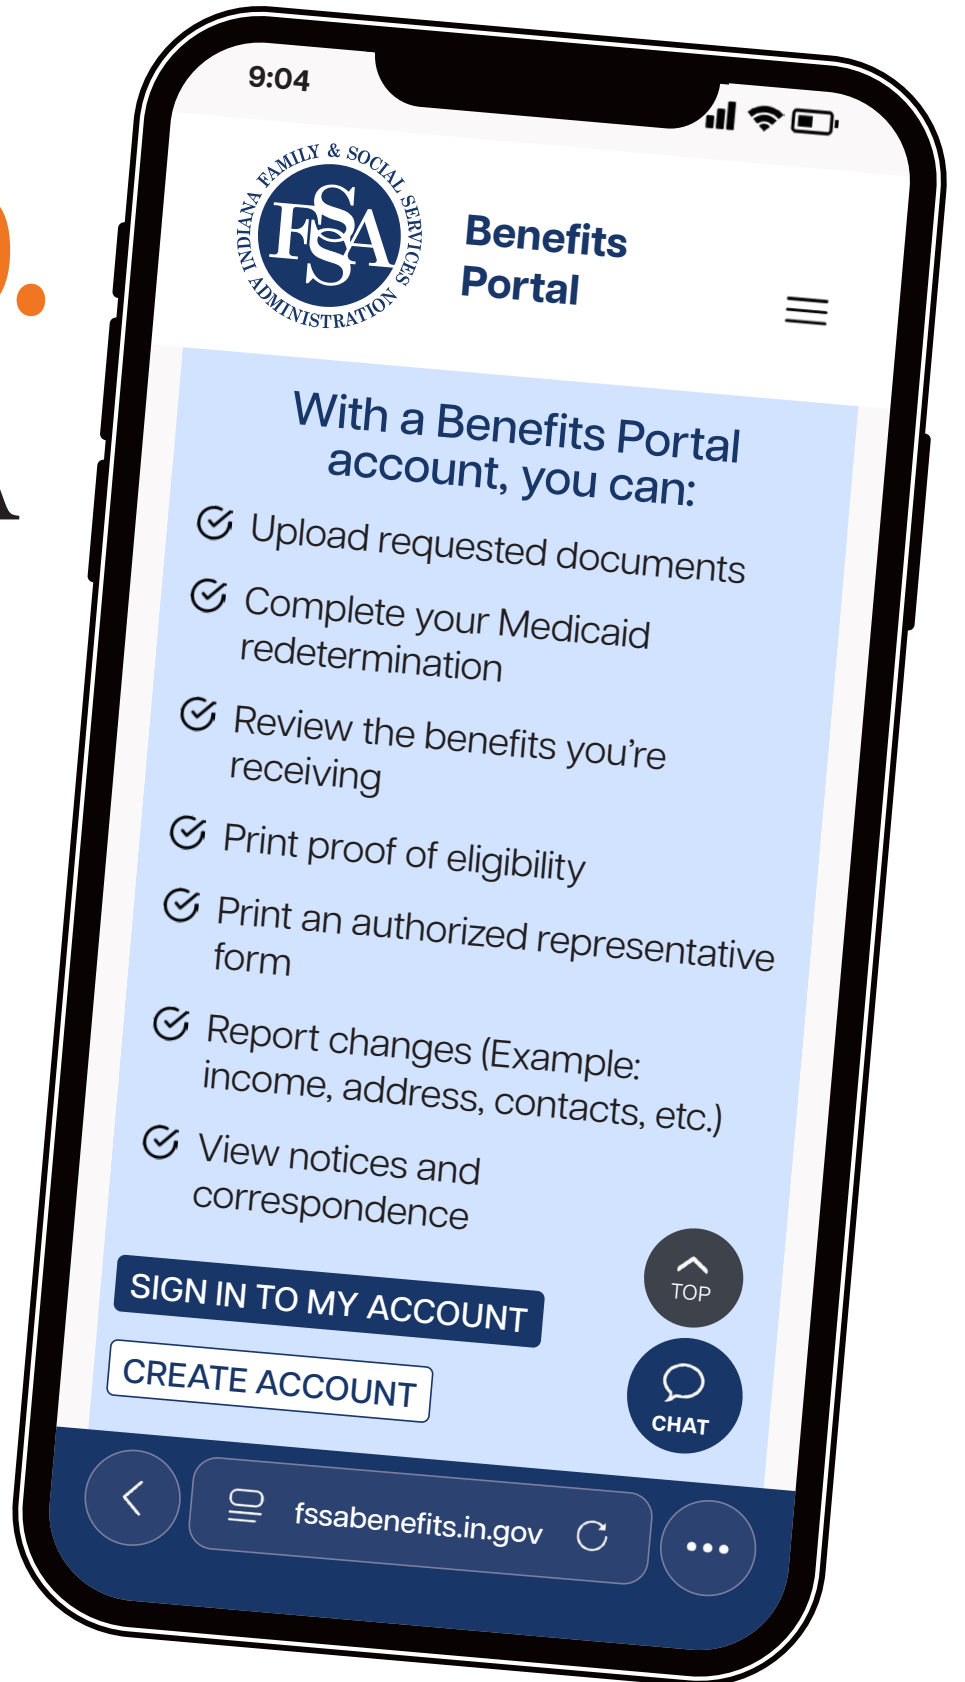 9:04
INDIANA FAMILY & SOCIAL SERVICES ADMINISTRATION
FSSA
Benefits
Portal
With a Benefits Portal
account, you can:
Upload requested documents
Complete your Medicaid
redetermination
Review the benefits you’re
receiving
Print proof of eligibility
Print an authorized representative
form
Report changes (Example:
income, address, contacts, etc.)
View notices and
correspondence
TOP
SIGN IN TO MY ACCOUNT
CREATE ACCOUNT
CHAT
fssabenefits.in.gov